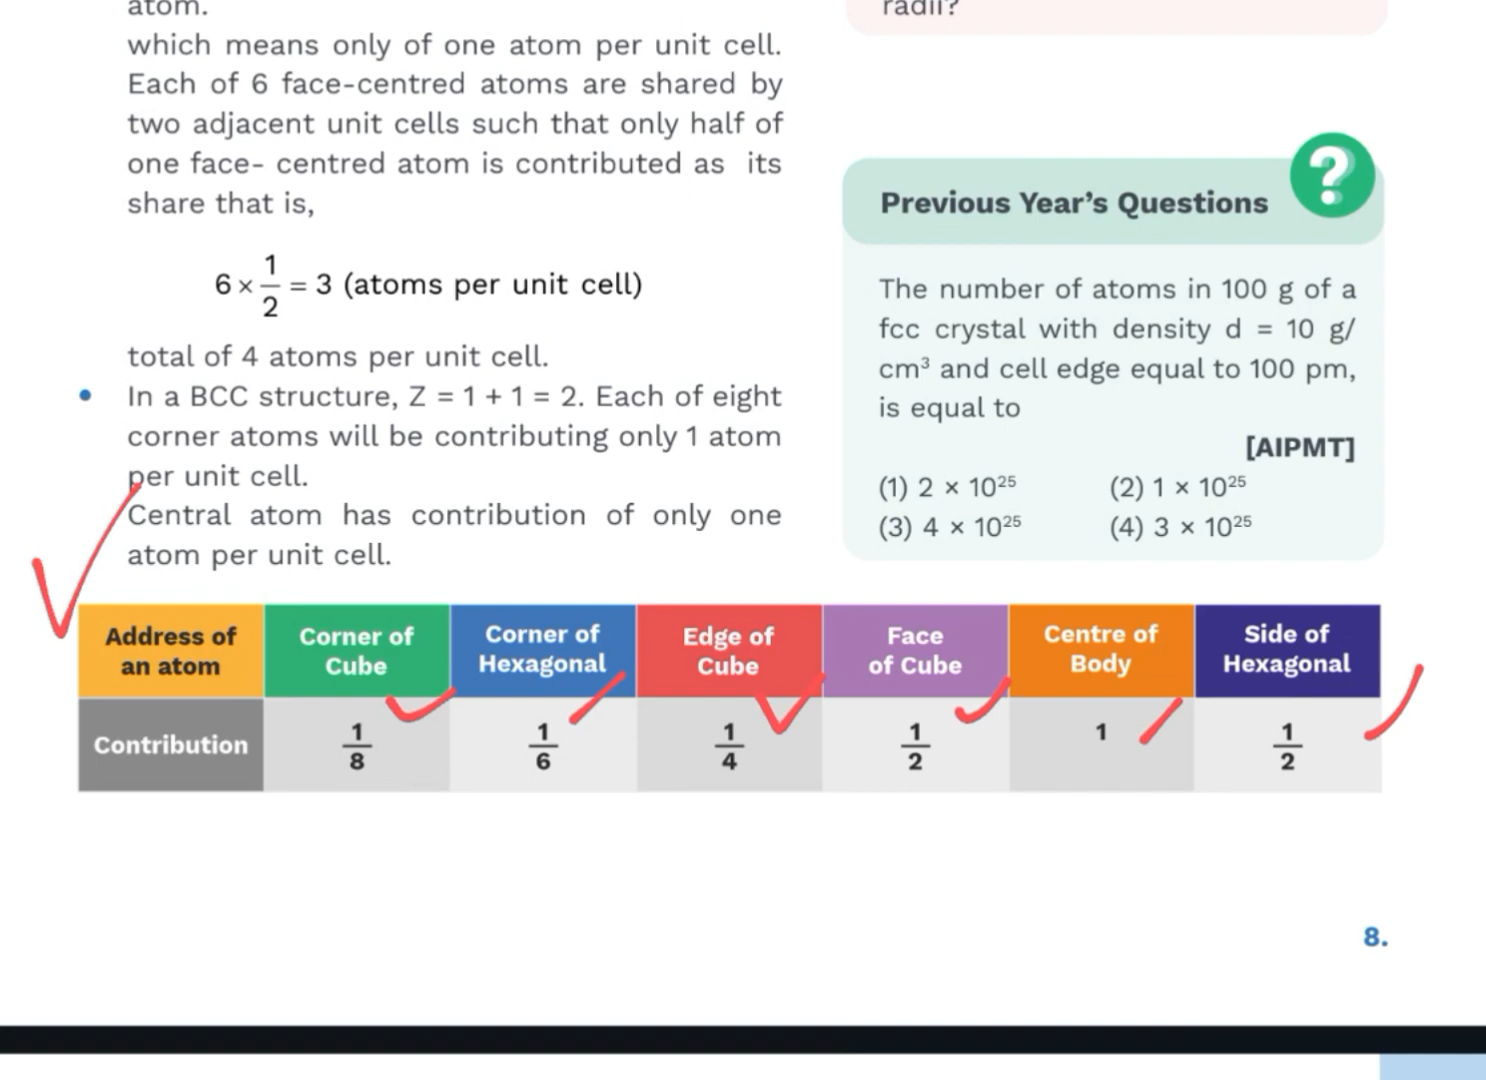 atom.
which means only of one atom per unit cell.
Each of 6 face-centred atoms are shared by
two adjacent unit cells such that only half of
one face- centred atom is contributed as its
share that is,
6 × 1/2 = 3 (atoms per unit cell)
total of 4 atoms per unit cell.
• In a BCC structure, Z = 1 + 1 = 2. Each of eight
corner atoms will be contributing only 1 atom
per unit cell.
Central atom has contribution of only one
atom per unit cell.
radii?
?
Previous Year's Questions
The number of atoms in 100 g of a
fcc crystal with density d = 10 g/
cm³ and cell edge equal to 100 pm,
is equal to
[AIPMT]
(1) 2 × 10²⁵ (2) 1 × 10²⁵
(3) 4 × 10²⁵ (4) 3 × 10²⁵
Address of an atom | Corner of Cube | Corner of Hexagonal | Edge of Cube | Face of Cube | Centre of Body | Side of Hexagonal
Contribution | 1/8 | 1/6 | 1/4 | 1/2 | 1 | 1/2
8.